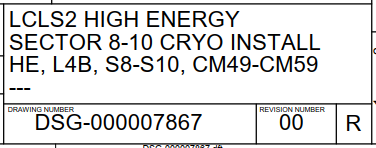 LCLS2 HIGH ENERGY
SECTOR 8-10 CRYO INSTALL
HE, L4B, S8-S10, CM49-CM59
---
DRAWING NUMBER
DSG-000007867
REVISION NUMBER
00
R